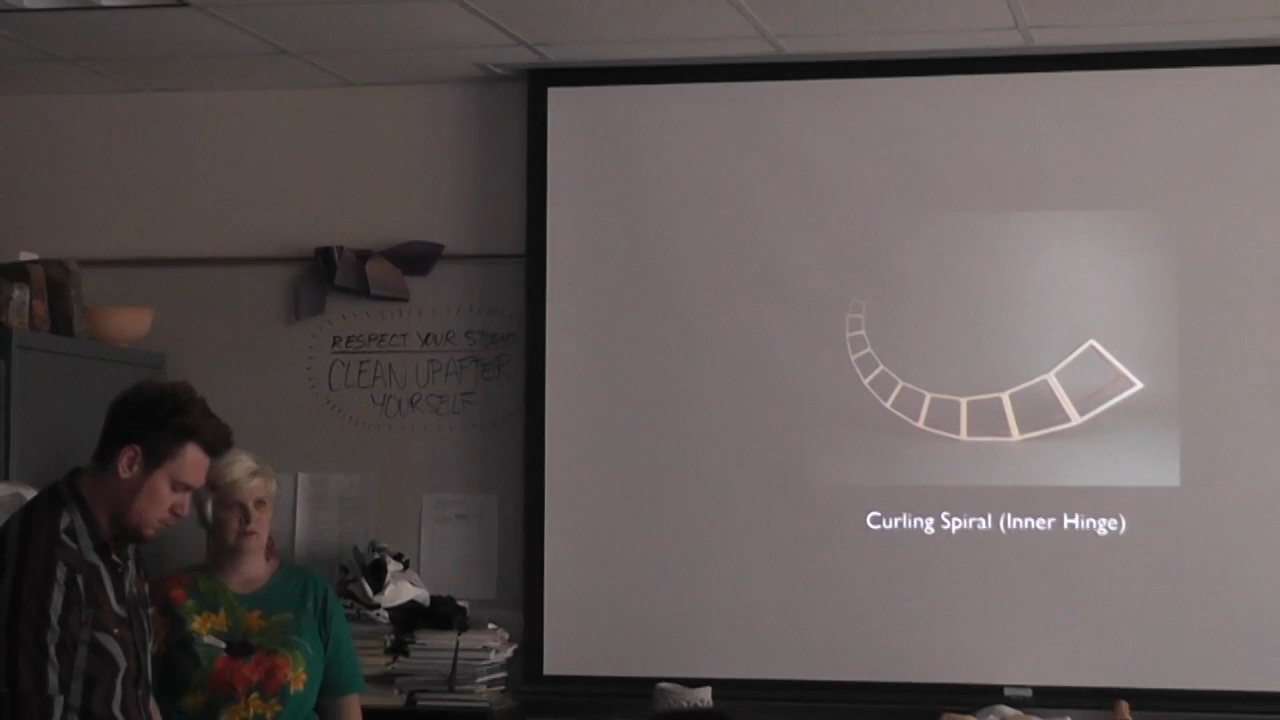 RESPECT YOUR
CLEAN UP AFTER
YOURSELF
Curling Spiral (Inner Hinge)